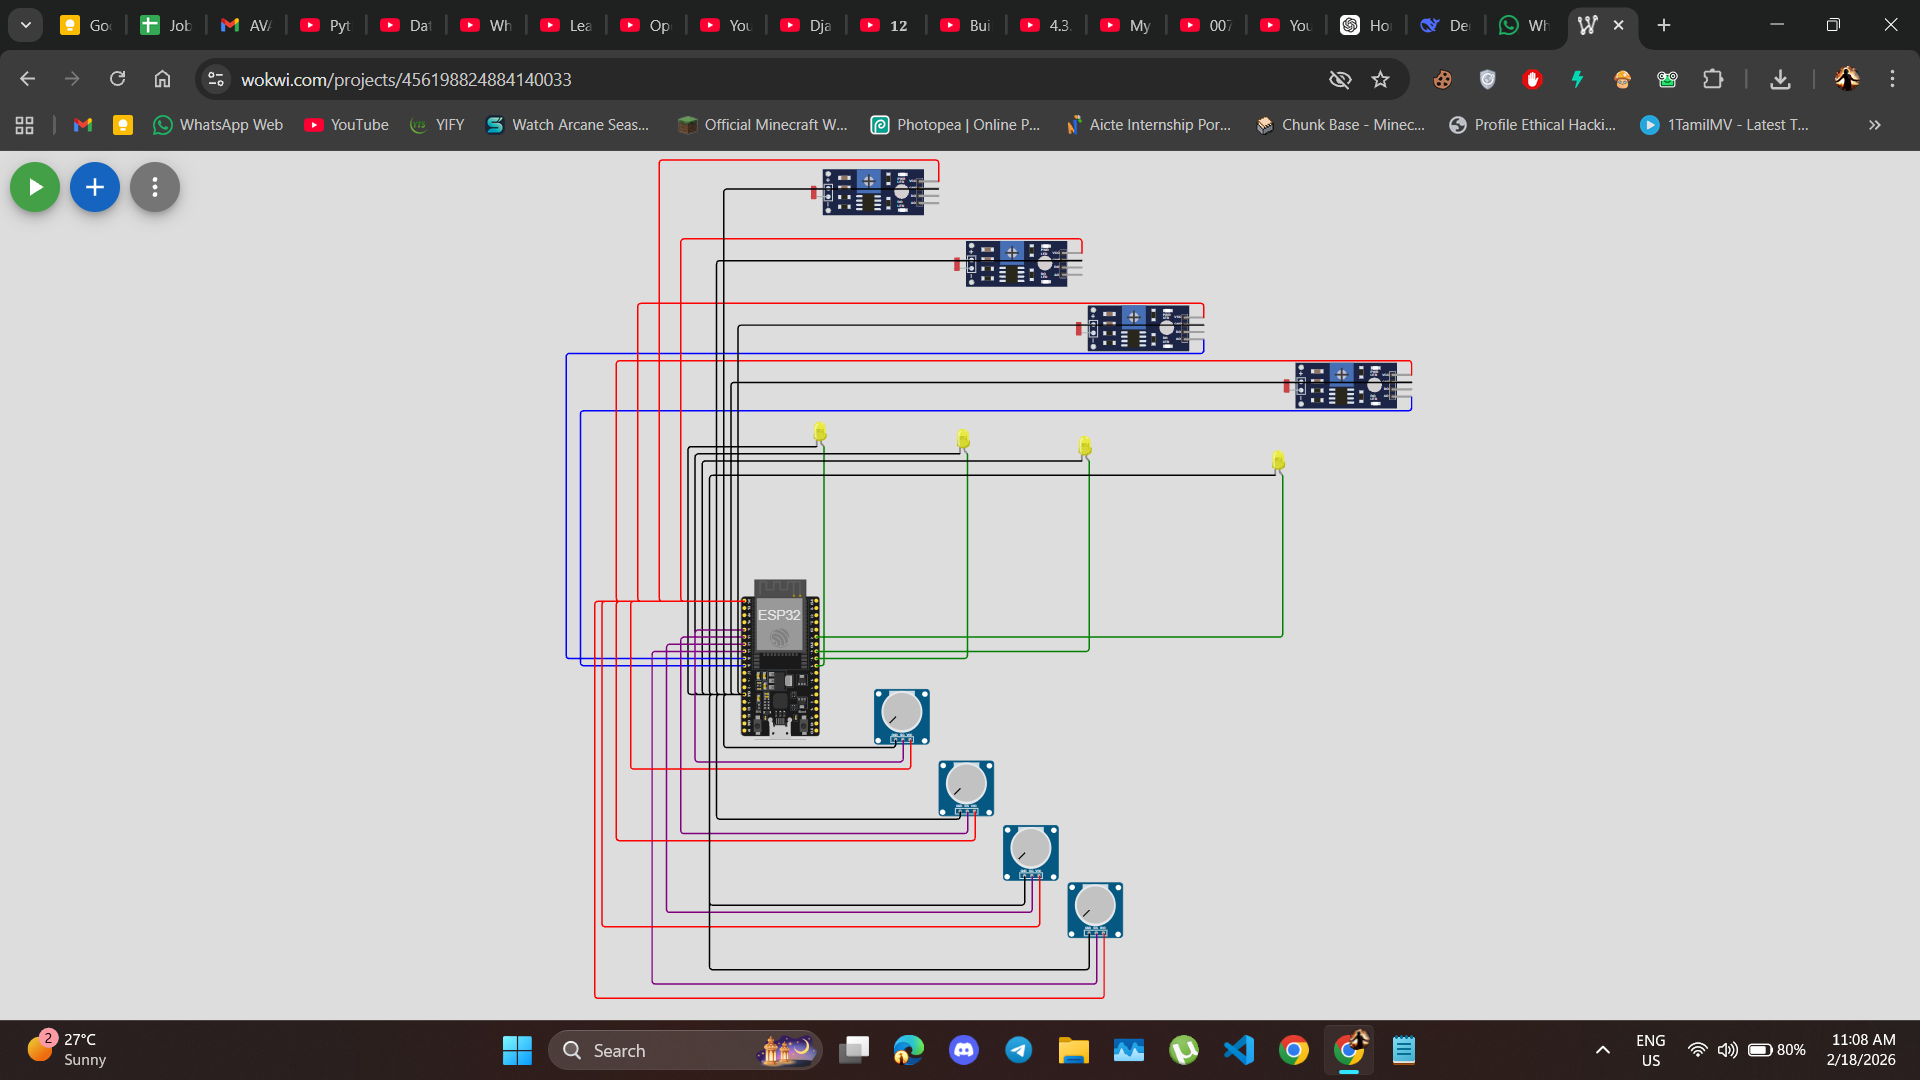 Goo
Job
AVA
Pyt
Dat
Wh
Lea
Op
You
Dja
12
Bui
4.3.
My
007
You
Ho
De
Wh
wokwi.com/projects/456198824884140033
WhatsApp Web
YouTube
YIFY
Watch Arcane Seas...
Official Minecraft W...
Photopea | Online P...
Aicte Internship Por...
Chunk Base - Minec...
Profile Ethical Hacki...
1TamilMV - Latest T...
ESP32
2
27°C
Sunny
Search
ENG
US
80%
11:08 AM
2/18/2026